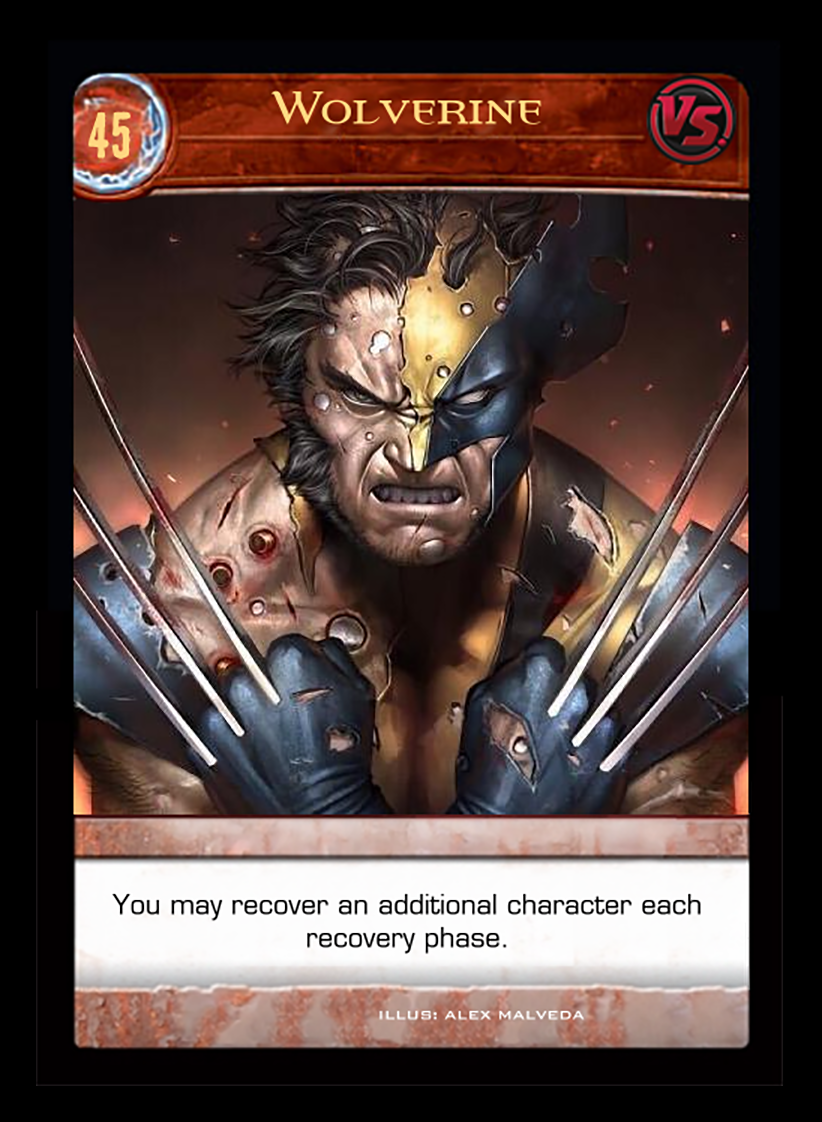 45
Wolverine
VS.
You may recover an additional character each
recovery phase.
ILLUS: ALEX MALVEDA